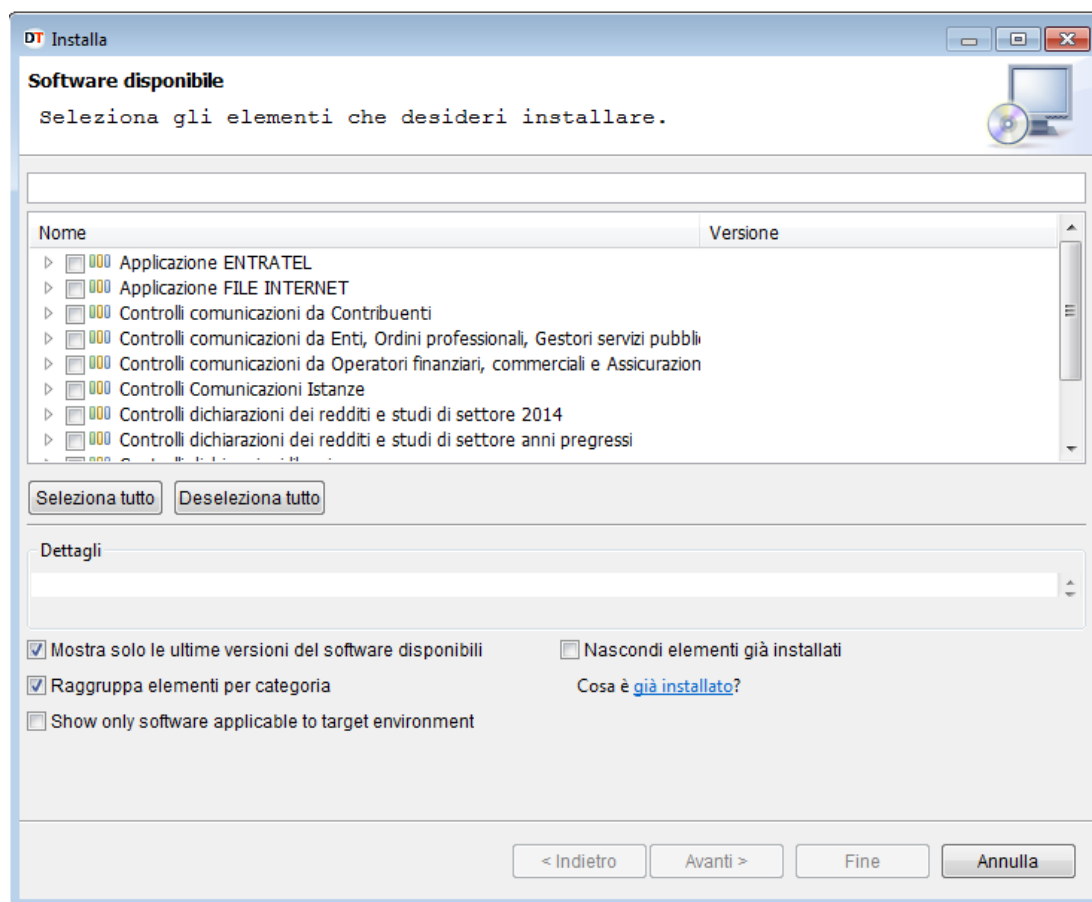 DT Installa
Software disponibile
Seleziona gli elementi che desideri installare.
Nome Versione
Applicazione ENTRATEL
Applicazione FILE INTERNET
Controlli comunicazioni da Contribuenti
Controlli comunicazioni da Enti, Ordini professionali, Gestori servizi pubbli
Controlli comunicazioni da Operatori finanziari, commerciali e Assicurazion
Controlli Comunicazioni Istanze
Controlli dichiarazioni dei redditi e studi di settore 2014
Controlli dichiarazioni dei redditi e studi di settore anni pregressi
Seleziona tutto Deseleziona tutto
Dettagli
Mostra solo le ultime versioni del software disponibili Nascondi elementi già installati
Raggruppa elementi per categoria Cosa è già installato?
Show only software applicable to target environment
< Indietro Avanti > Fine Annulla